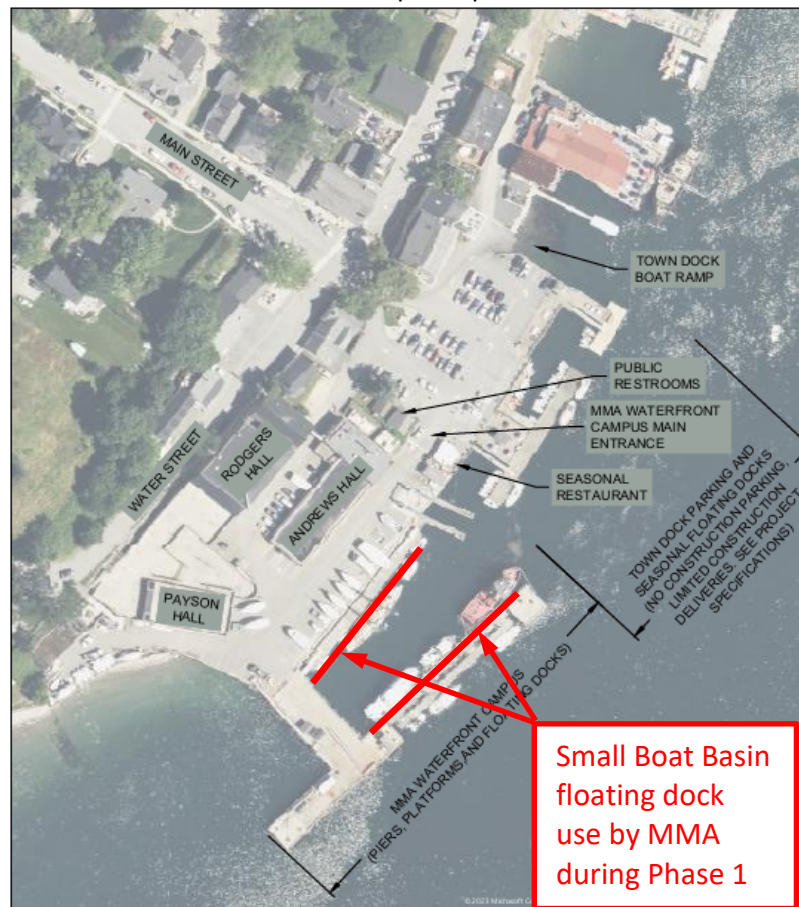 MAIN STREET
TOWN DOCK
BOAT RAMP
PUBLIC
RESTROOMS
MMA WATERFRONT
CAMPUS MAIN
ENTRANCE
SEASONAL
RESTAURANT
WATER STREET
RODGERS
HALL
ANDREWS HALL
PAYSON
HALL
TOWN DOCK PARKING AND
SEASONAL FLOATING DOCKS
(NO CONSTRUCTION PARKING,
LIMITED CONSTRUCTION
DELIVERIES. SEE PROJECT
SPECIFICATIONS)
MMA WATERFRONT CAMPUS
(PIERS, PLATFORMS AND FLOATING DOCKS)
Small Boat Basin
floating dock
use by MMA
during Phase 1
© 2023 Microsoft